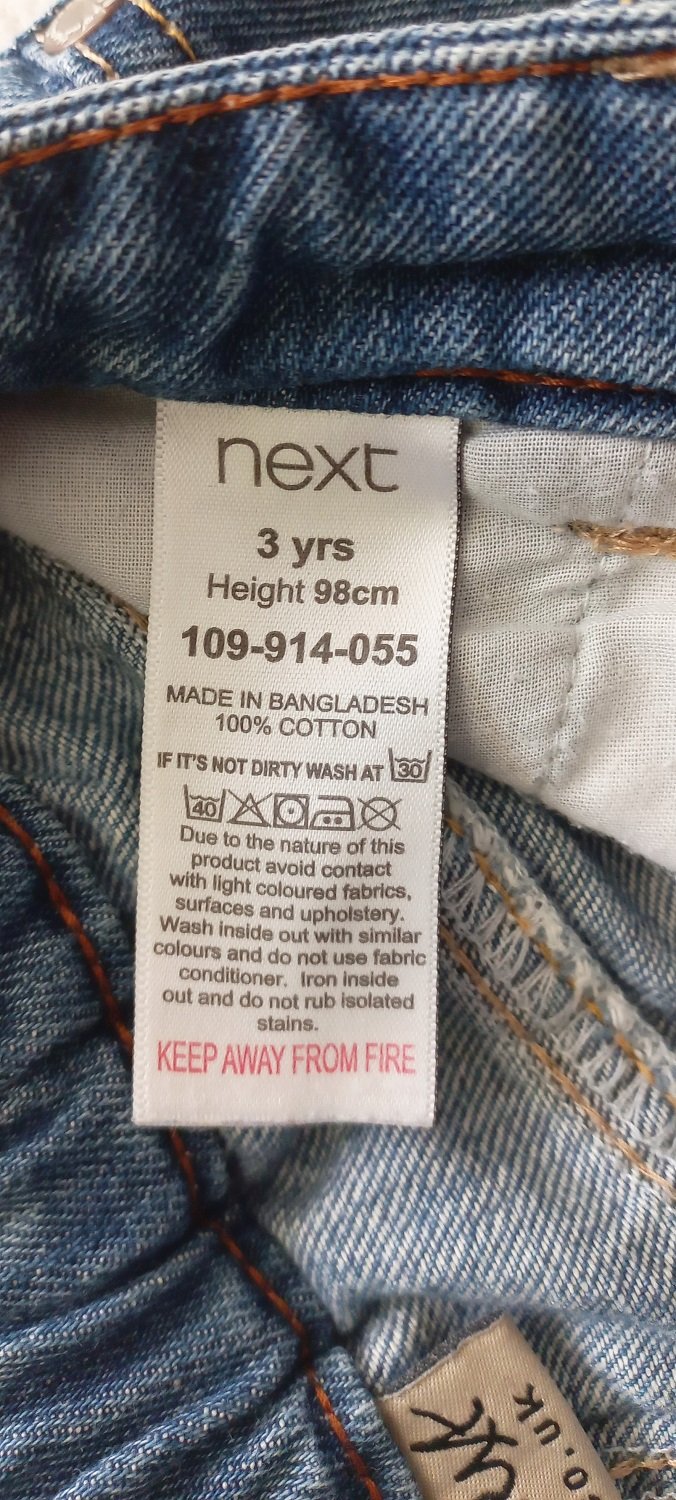 next
3 yrs
Height 98cm
109-914-055
MADE IN BANGLADESH
100% COTTON
IF IT'S NOT DIRTY WASH AT 30
40
Due to the nature of this
product avoid contact
with light coloured fabrics,
surfaces and upholstery.
Wash inside out with similar
colours and do not use fabric
conditioner. Iron inside
out and do not rub isolated
stains.
KEEP AWAY FROM FIRE
O.UK